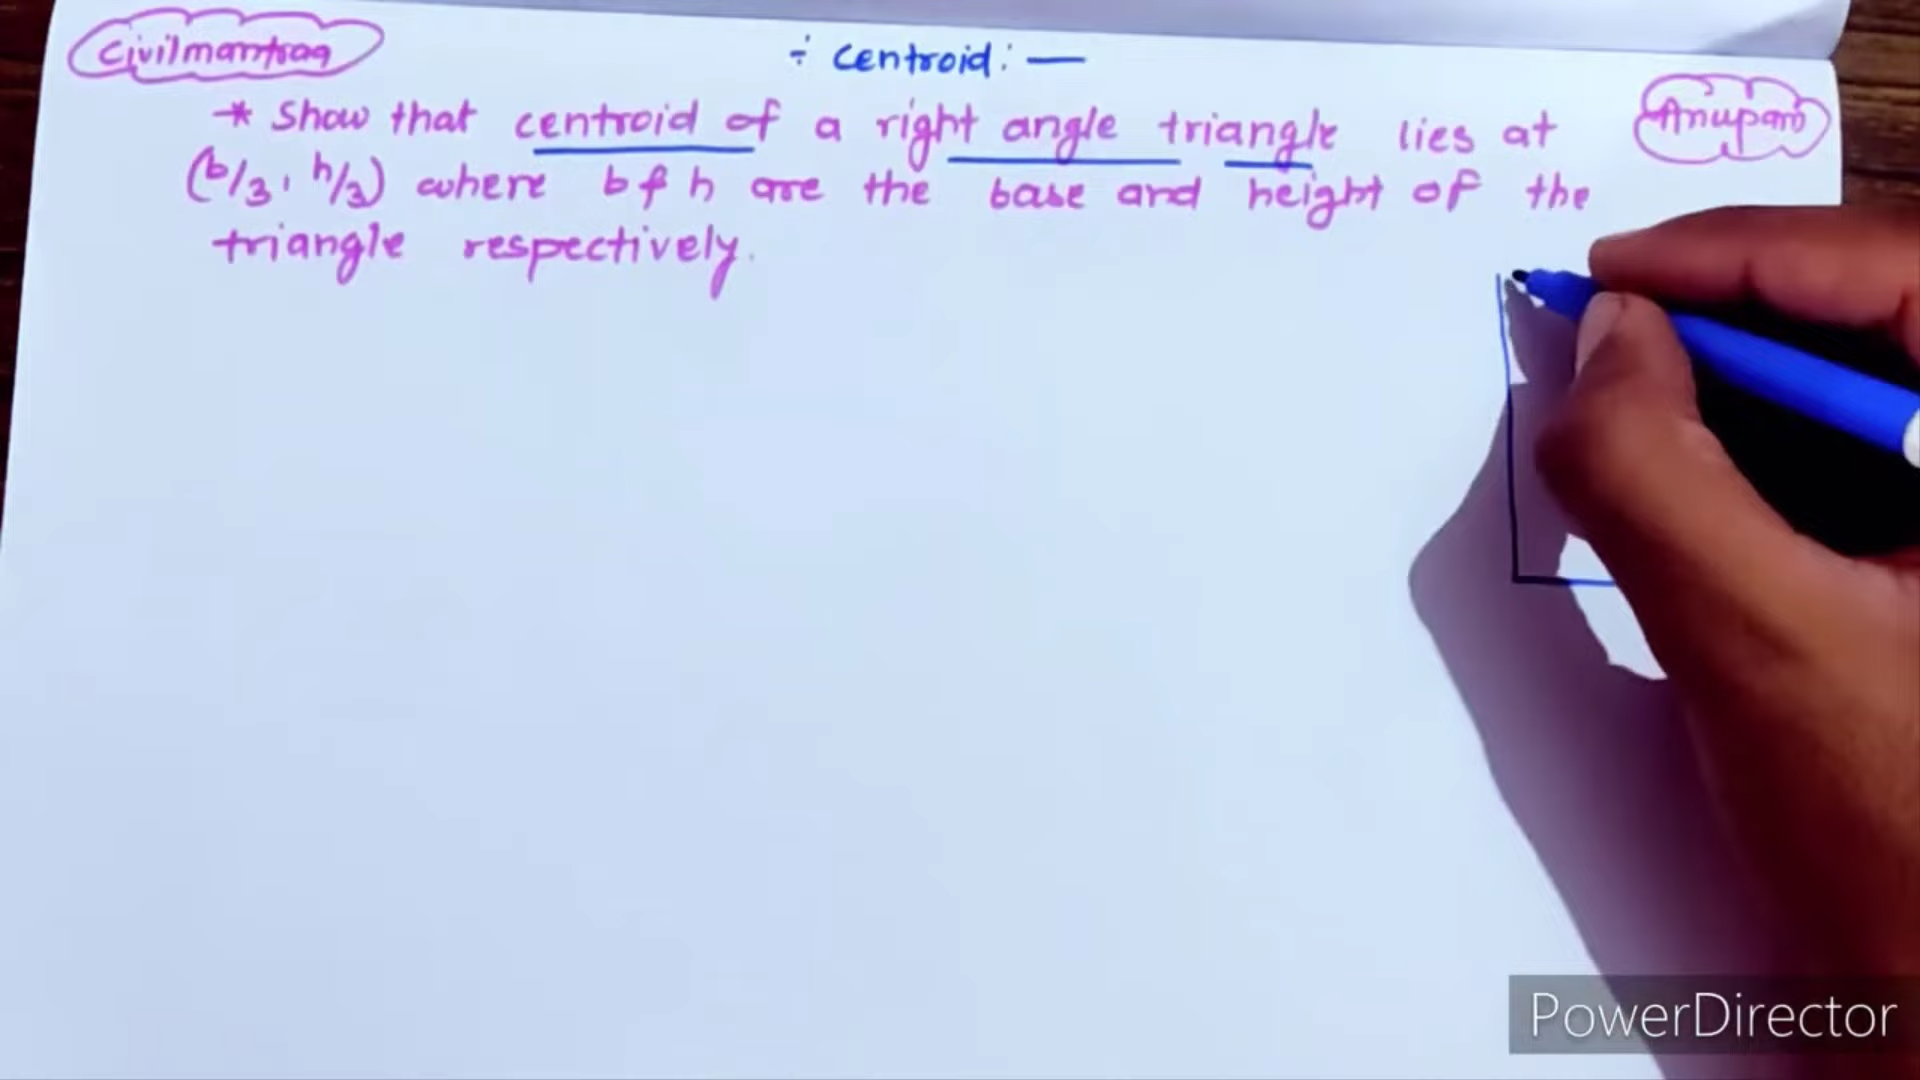 Civilmantraa
÷ Centroid: —
Anupam
* Show that centroid of a right angle triangle lies at
(b/3, h/3) where b & h are the base and height of the
triangle respectively.
PowerDirector